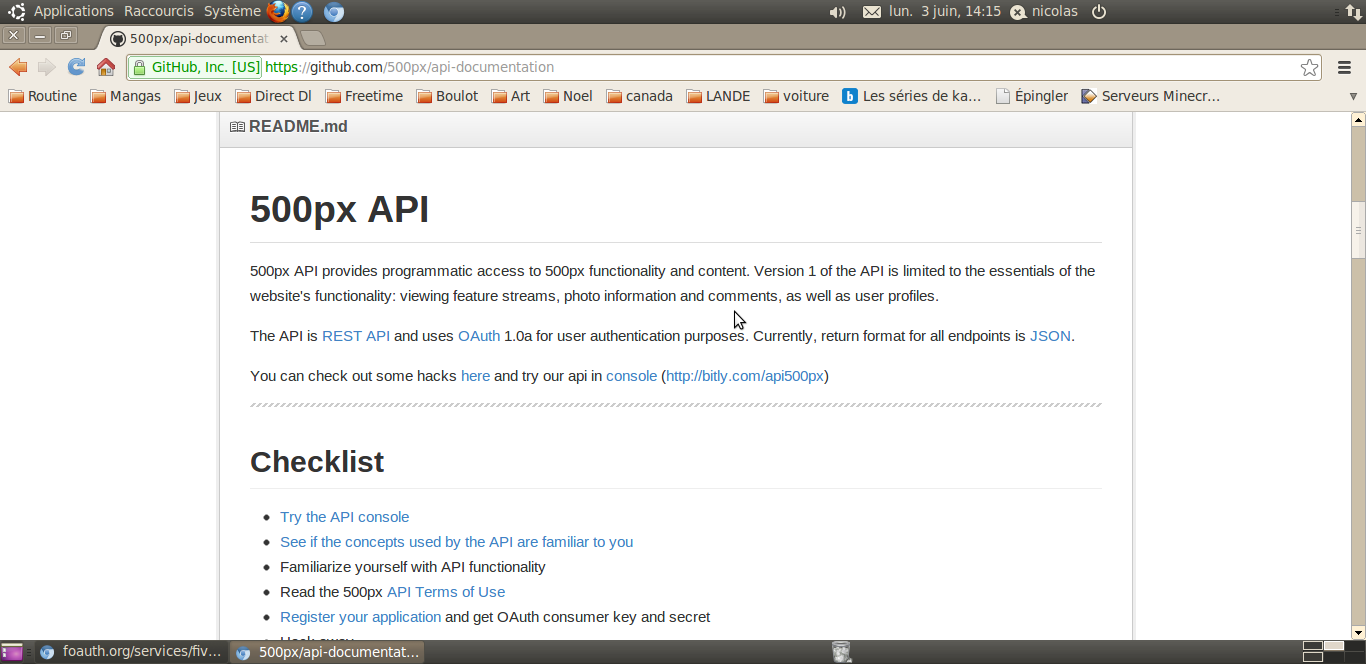 Applications Raccourcis Système lun. 3 juin, 14:15 nicolas
500px/api-documentat
GitHub, Inc. [US] https://github.com/500px/api-documentation
Routine Mangas Jeux Direct Dl Freetime Boulot Art Noel canada LANDE voiture Les séries de ka... Épingler Serveurs Minecr...
README.md
500px API
500px API provides programmatic access to 500px functionality and content. Version 1 of the API is limited to the essentials of the
website's functionality: viewing feature streams, photo information and comments, as well as user profiles.
The API is REST API and uses OAuth 1.0a for user authentication purposes. Currently, return format for all endpoints is JSON.
You can check out some hacks here and try our api in console (http://bitly.com/api500px)
Checklist
Try the API console
See if the concepts used by the API are familiar to you
Familiarize yourself with API functionality
Read the 500px API Terms of Use
Register your application and get OAuth consumer key and secret
Hack away
foauth.org/services/fiv... 500px/api-documentat...